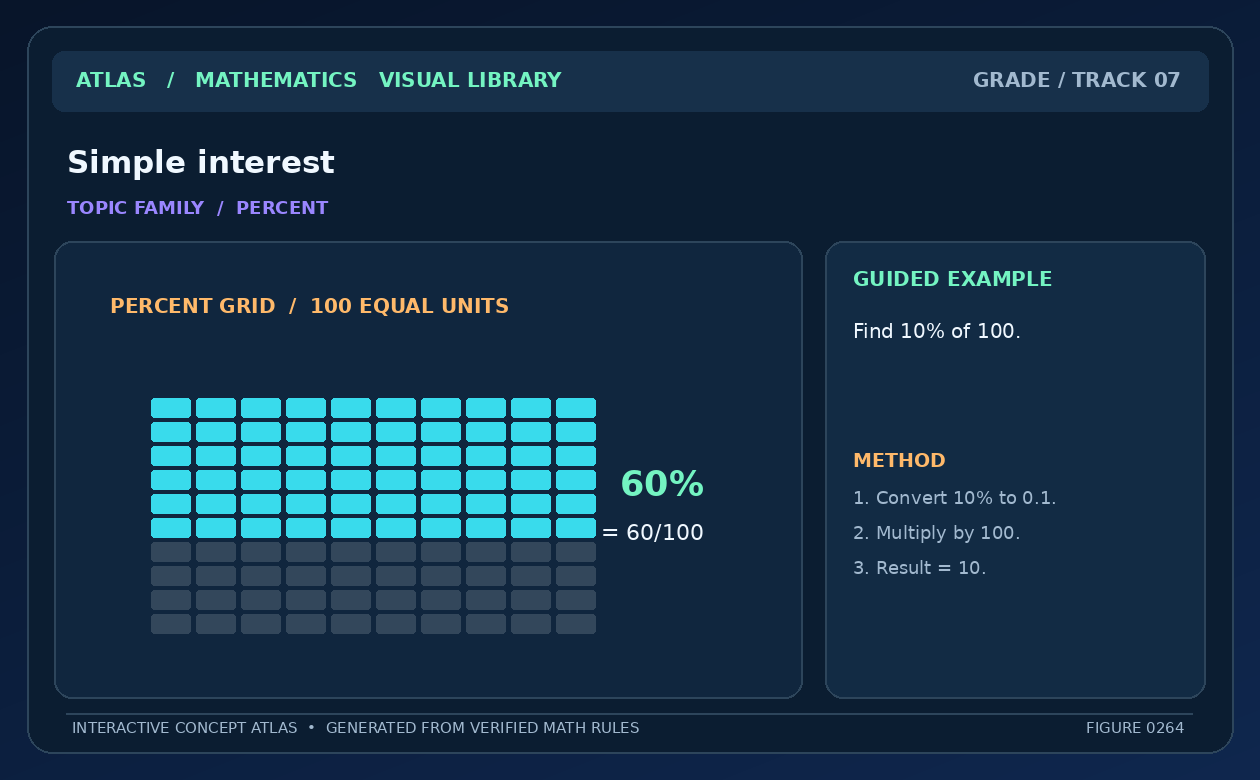 ATLAS / MATHEMATICS VISUAL LIBRARY
GRADE / TRACK 07
Simple interest
TOPIC FAMILY / PERCENT
PERCENT GRID / 100 EQUAL UNITS
60%
= 60/100
GUIDED EXAMPLE
Find 10% of 100.
METHOD
1. Convert 10% to 0.1.
2. Multiply by 100.
3. Result = 10.
INTERACTIVE CONCEPT ATLAS • GENERATED FROM VERIFIED MATH RULES
FIGURE 0264